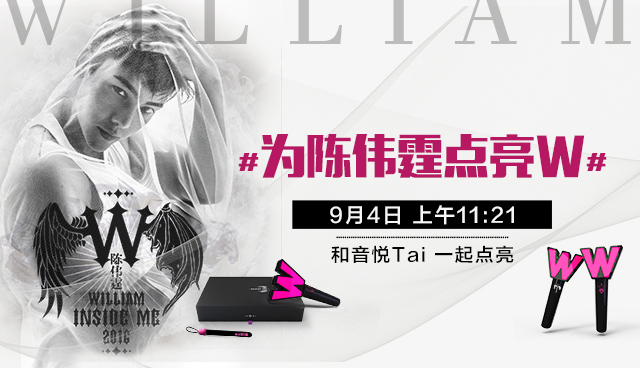 WILLIAM
#为陈伟霆点亮W#
9月4日 上午11:21
和音悦Tai 一起点亮
W
陈伟霆
WILLIAM
INSIDE ME
2016
W
W W